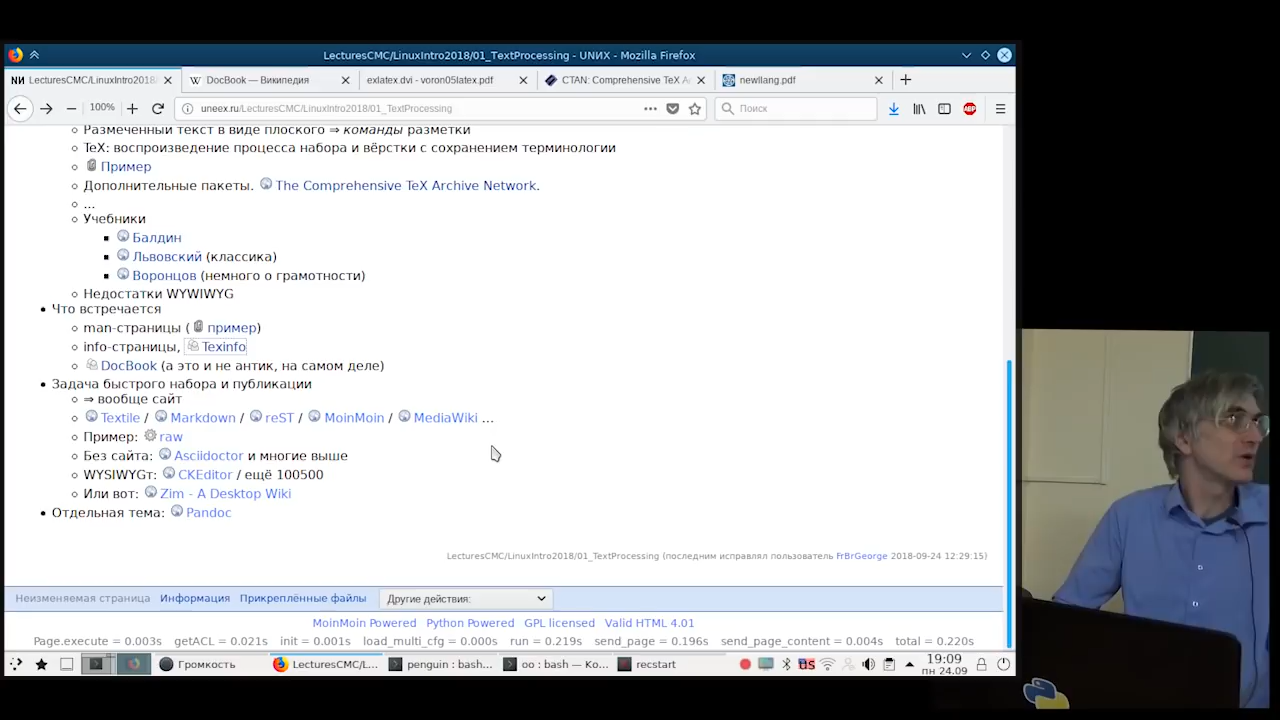 LecturesCMC/LinuxIntro2018/01_TextProcessing - UNИX - Mozilla Firefox
ИИ LecturesCMC/LinuxIntro2018/
DocBook — Википедия
exlatex.dvi - voron05latex.pdf
CTAN: Comprehensive TeX A
newllang.pdf
100%
uneex.ru/LecturesCMC/LinuxIntro2018/01_TextProcessing
Поиск
ABP
Размеченный текст в виде плоского ⇒ команды разметки
TeX: воспроизведение процесса набора и вёрстки с сохранением терминологии
Пример
Дополнительные пакеты. The Comprehensive TeX Archive Network.
...
Учебники
Балдин
Львовский (классика)
Воронцов (немного о грамотности)
Недостатки WYWIWYG
Что встречается
man-страницы ( пример)
info-страницы, Texinfo
DocBook (а это и не антик, на самом деле)
Задача быстрого набора и публикации
⇒ вообще сайт
Textile / Markdown / reST / MoinMoin / MediaWiki ...
Пример: raw
Без сайта: Asciidoctor и многие выше
WYSIWYGт: CKEditor / ещё 100500
Или вот: Zim - A Desktop Wiki
Отдельная тема: Pandoc
LecturesCMC/LinuxIntro2018/01_TextProcessing (последним исправлял пользователь FrBrGeorge 2018-09-24 12:29:15)
Неизменяемая страница Информация Прикреплённые файлы Другие действия:
MoinMoin Powered Python Powered GPL licensed Valid HTML 4.01
Page.execute = 0.003s getACL = 0.021s init = 0.001s load_multi_cfg = 0.000s run = 0.219s send_page = 0.196s send_page_content = 0.004s total = 0.220s
Громкость
LecturesCMC/L...
penguin : bash...
oo : bash — Ко...
recstart
us
19:09
пн 24.09